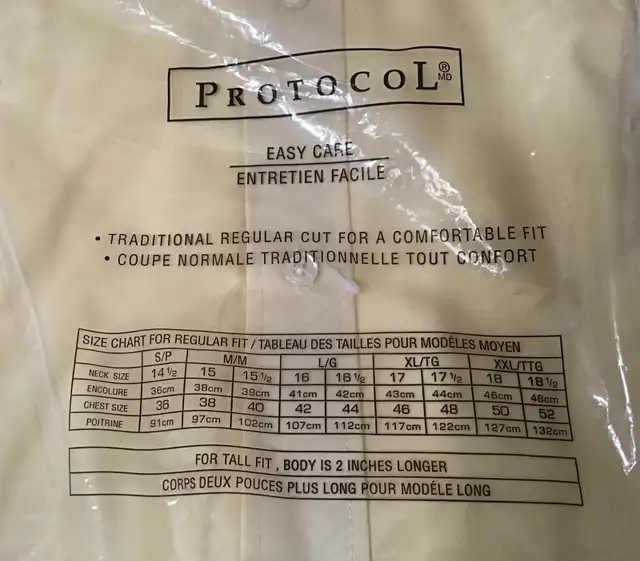 PROTOCOL® MD
EASY CARE
ENTRETIEN FACILE
• TRADITIONAL REGULAR CUT FOR A COMFORTABLE FIT
• COUPE NORMALE TRADITIONNELLE TOUT CONFORT
SIZE CHART FOR REGULAR FIT / TABLEAU DES TAILLES POUR MODÈLES MOYEN
S/P M/M L/G XL/TG XXL/TTG
NECK SIZE 14 1/2 15 15 1/2 16 16 1/2 17 17 1/2 18 18 1/2
ENCOLURE 36cm 38cm 39cm 41cm 42cm 43cm 44cm 46cm 48cm
CHEST SIZE 36 38 40 42 44 46 48 50 52
POITRINE 91cm 97cm 102cm 107cm 112cm 117cm 122cm 127cm 132cm
FOR TALL FIT, BODY IS 2 INCHES LONGER
CORPS DEUX POUCES PLUS LONG POUR MODÈLE LONG